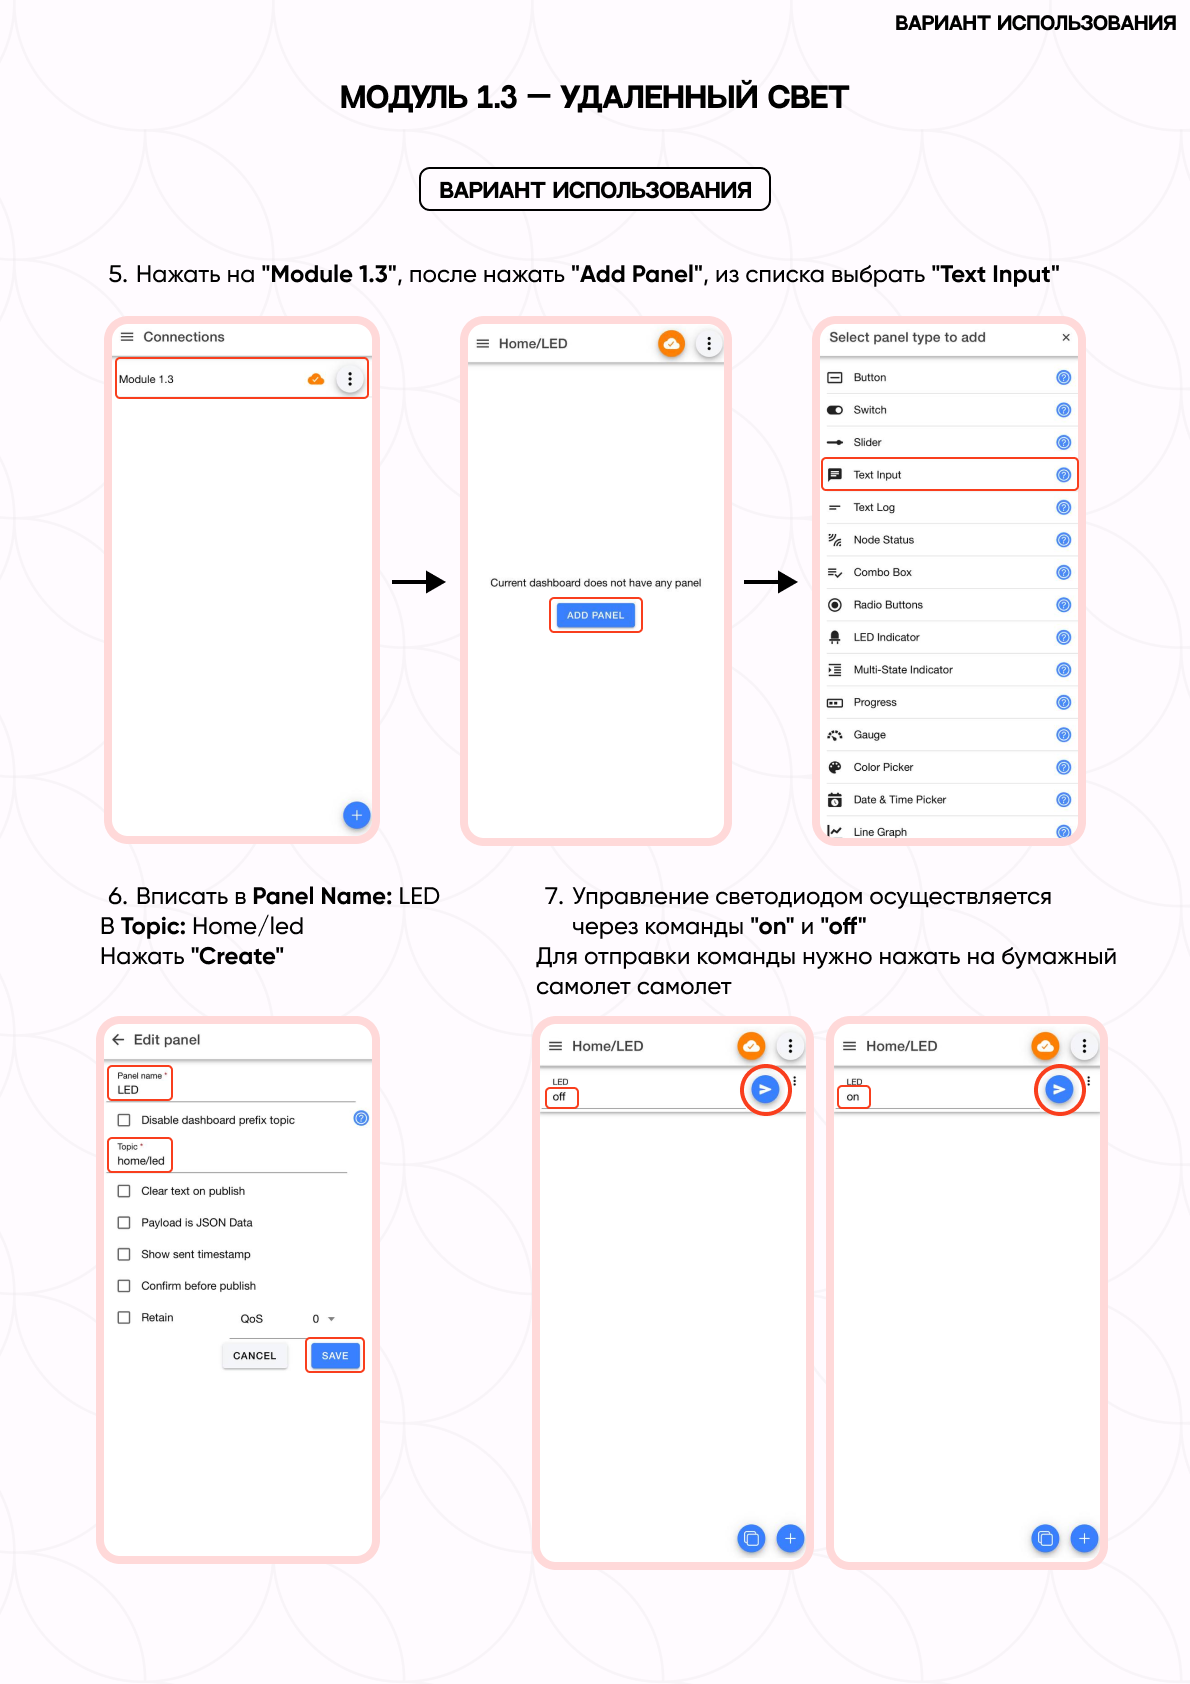 ВАРИАНТ ИСПОЛЬЗОВАНИЯ
МОДУЛЬ 1.3 — УДАЛЕННЫЙ СВЕТ
ВАРИАНТ ИСПОЛЬЗОВАНИЯ
5. Нажать на "Module 1.3", после нажать "Add Panel", из списка выбрать "Text Input"
Connections
Module 1.3
Home/LED
Current dashboard does not have any panel
ADD PANEL
Select panel type to add
Button
Switch
Slider
Text Input
Text Log
Node Status
Combo Box
Radio Buttons
LED Indicator
Multi-State Indicator
Progress
Gauge
Color Picker
Date & Time Picker
Line Graph
6. Вписать в Panel Name: LED
В Topic: Home/led
Нажать "Create"
Edit panel
Panel name *
LED
Disable dashboard prefix topic
Topic *
home/led
Clear text on publish
Payload is JSON Data
Show sent timestamp
Confirm before publish
Retain QoS 0
CANCEL SAVE
7. Управление светодиодом осуществляется
через команды "on" и "off"
Для отправки команды нужно нажать на бумажный
самолет самолет
Home/LED
LED
off
Home/LED
LED
on